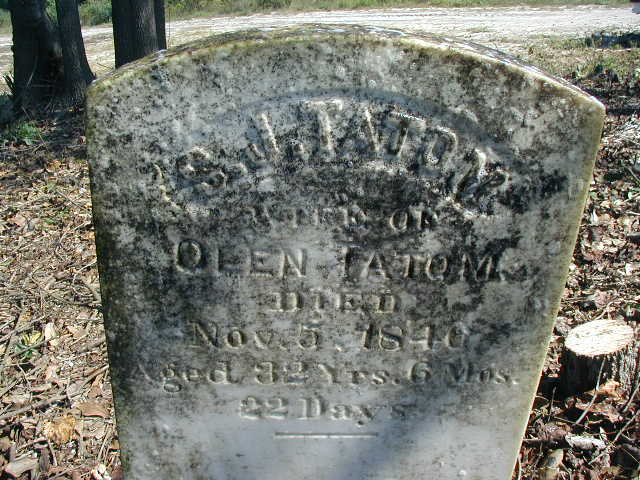 S.J. TATOM
WIFE OF
OLEN TATOM
DIED
Nov. 5, 1840
Aged 32 Yrs. 6 Mos.
22 Days